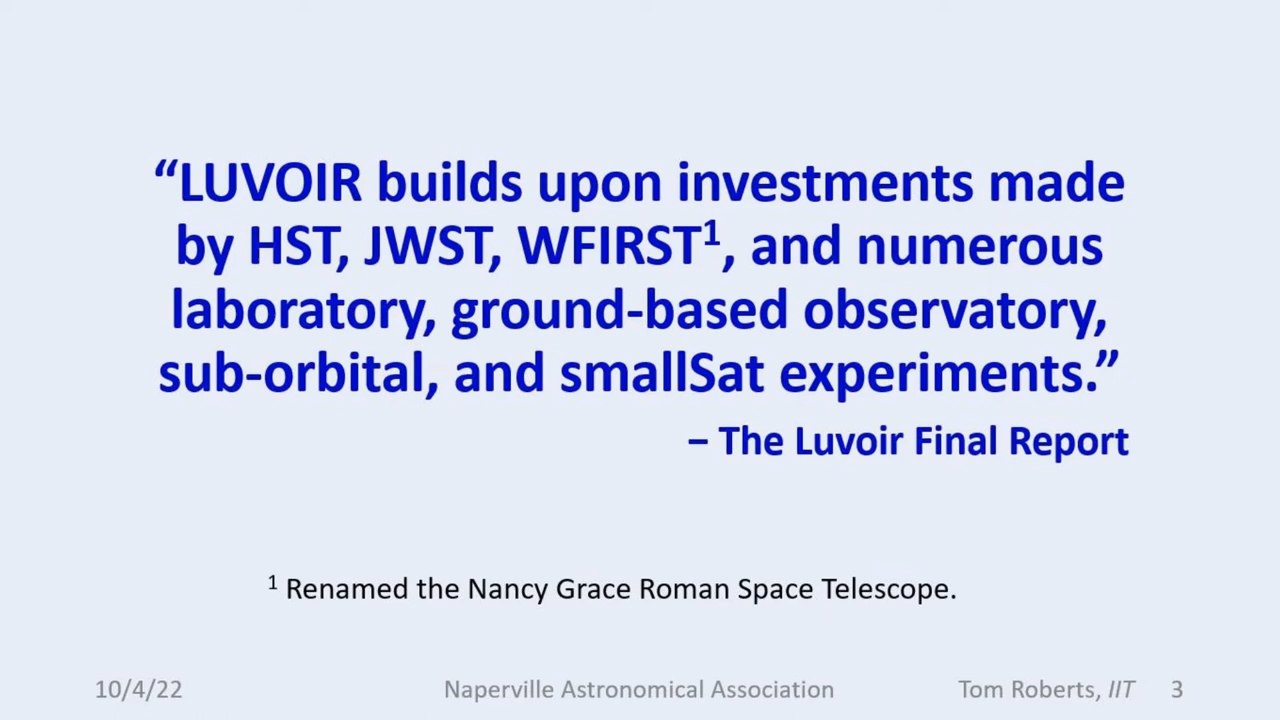 “LUVOIR builds upon investments made
by HST, JWST, WFIRST¹, and numerous
laboratory, ground-based observatory,
sub-orbital, and smallSat experiments.”
– The Luvoir Final Report
¹ Renamed the Nancy Grace Roman Space Telescope.
10/4/22 Naperville Astronomical Association Tom Roberts, IIT 3